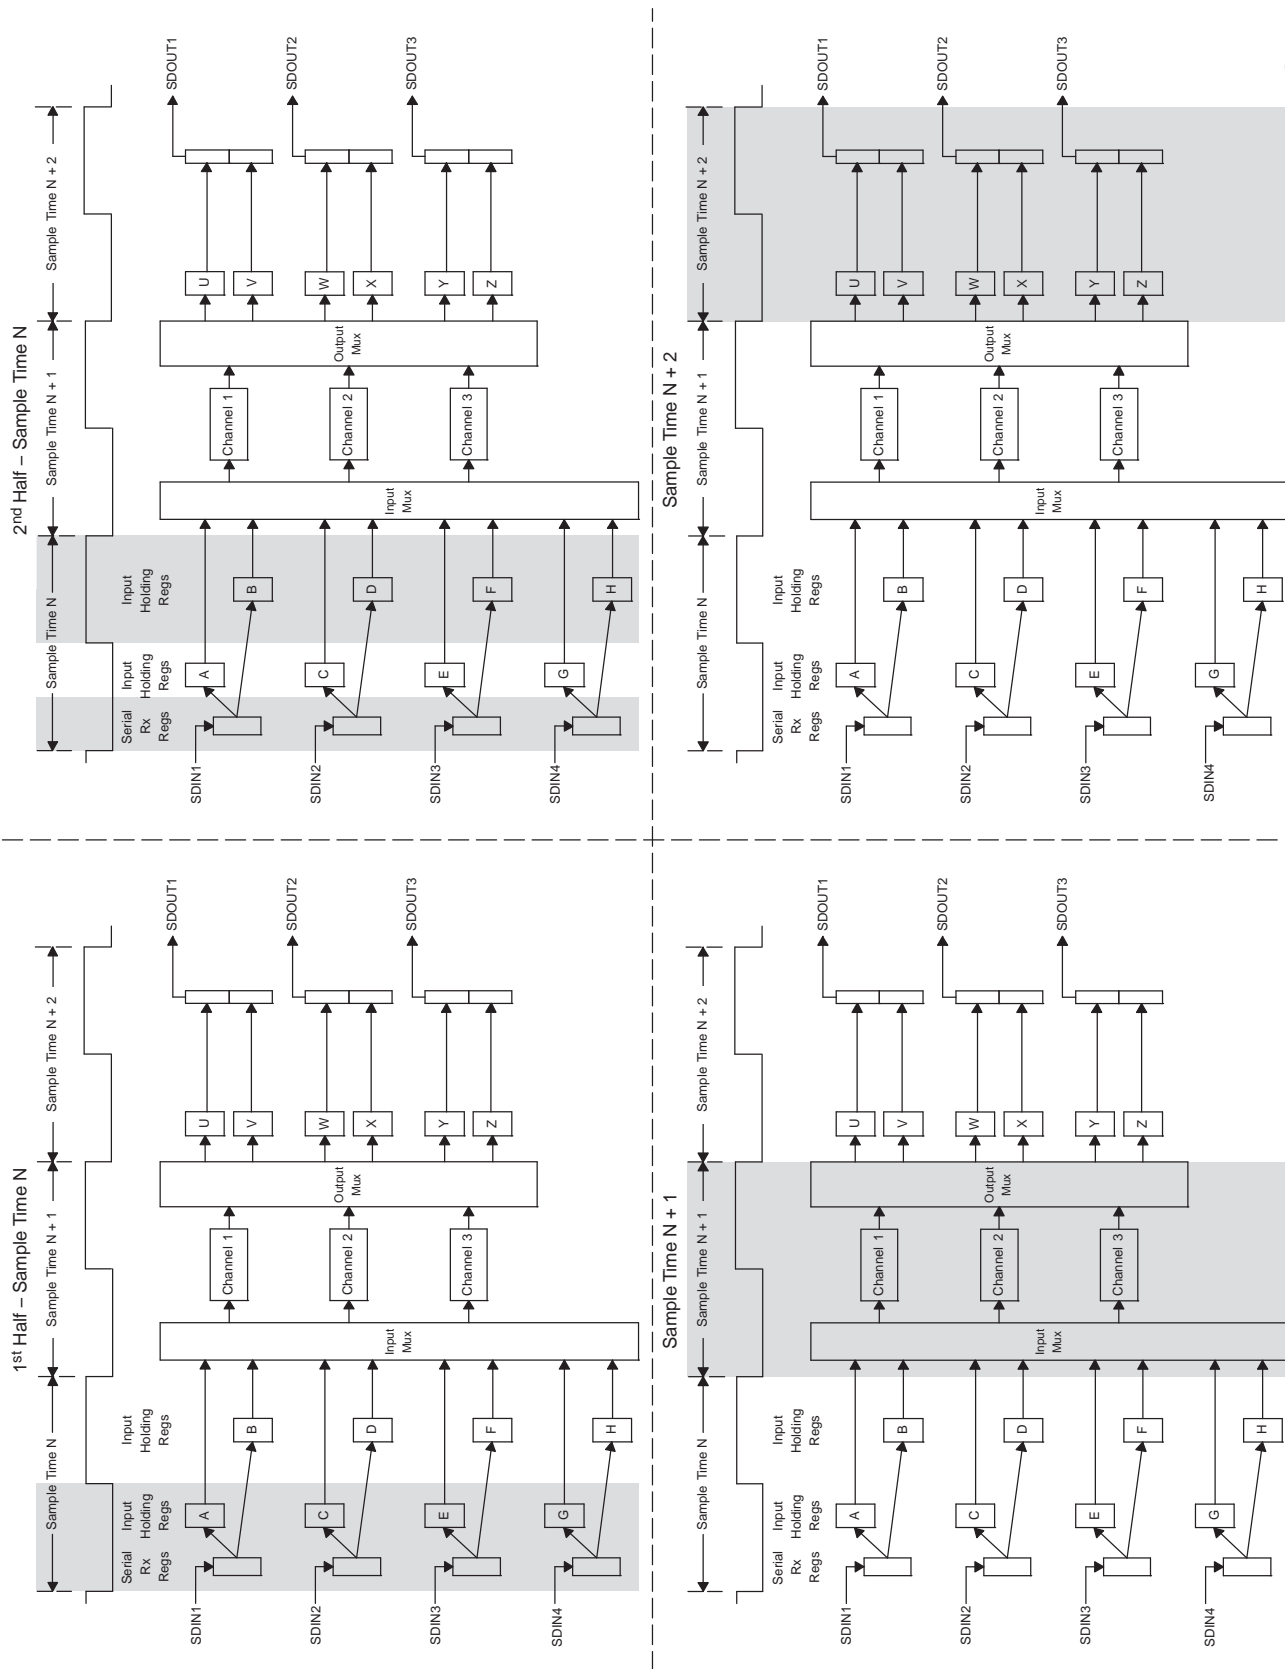 1st Half – Sample Time N
Sample Time N
Sample Time N + 1
Sample Time N + 2
Serial
Rx
Regs
Input
Holding
Regs
Input
Holding
Regs
SDIN1
SDIN2
SDIN3
SDIN4
A
B
C
D
E
F
G
H
Input
Mux
Channel 1
Channel 2
Channel 3
Output
Mux
U
V
W
X
Y
Z
SDOUT1
SDOUT2
SDOUT3
2nd Half – Sample Time N
Sample Time N
Sample Time N + 1
Sample Time N + 2
Serial
Rx
Regs
Input
Holding
Regs
Input
Holding
Regs
SDIN1
SDIN2
SDIN3
SDIN4
A
B
C
D
E
F
G
H
Input
Mux
Channel 1
Channel 2
Channel 3
Output
Mux
U
V
W
X
Y
Z
SDOUT1
SDOUT2
SDOUT3
Sample Time N + 1
Sample Time N
Sample Time N + 1
Sample Time N + 2
Serial
Rx
Regs
Input
Holding
Regs
Input
Holding
Regs
SDIN1
SDIN2
SDIN3
SDIN4
A
B
C
D
E
F
G
H
Input
Mux
Channel 1
Channel 2
Channel 3
Output
Mux
U
V
W
X
Y
Z
SDOUT1
SDOUT2
SDOUT3
Sample Time N + 2
Sample Time N
Sample Time N + 1
Sample Time N + 2
Serial
Rx
Regs
Input
Holding
Regs
Input
Holding
Regs
SDIN1
SDIN2
SDIN3
SDIN4
A
B
C
D
E
F
G
H
Input
Mux
Channel 1
Channel 2
Channel 3
Output
Mux
U
V
W
X
Y
Z
SDOUT1
SDOUT2
SDOUT3